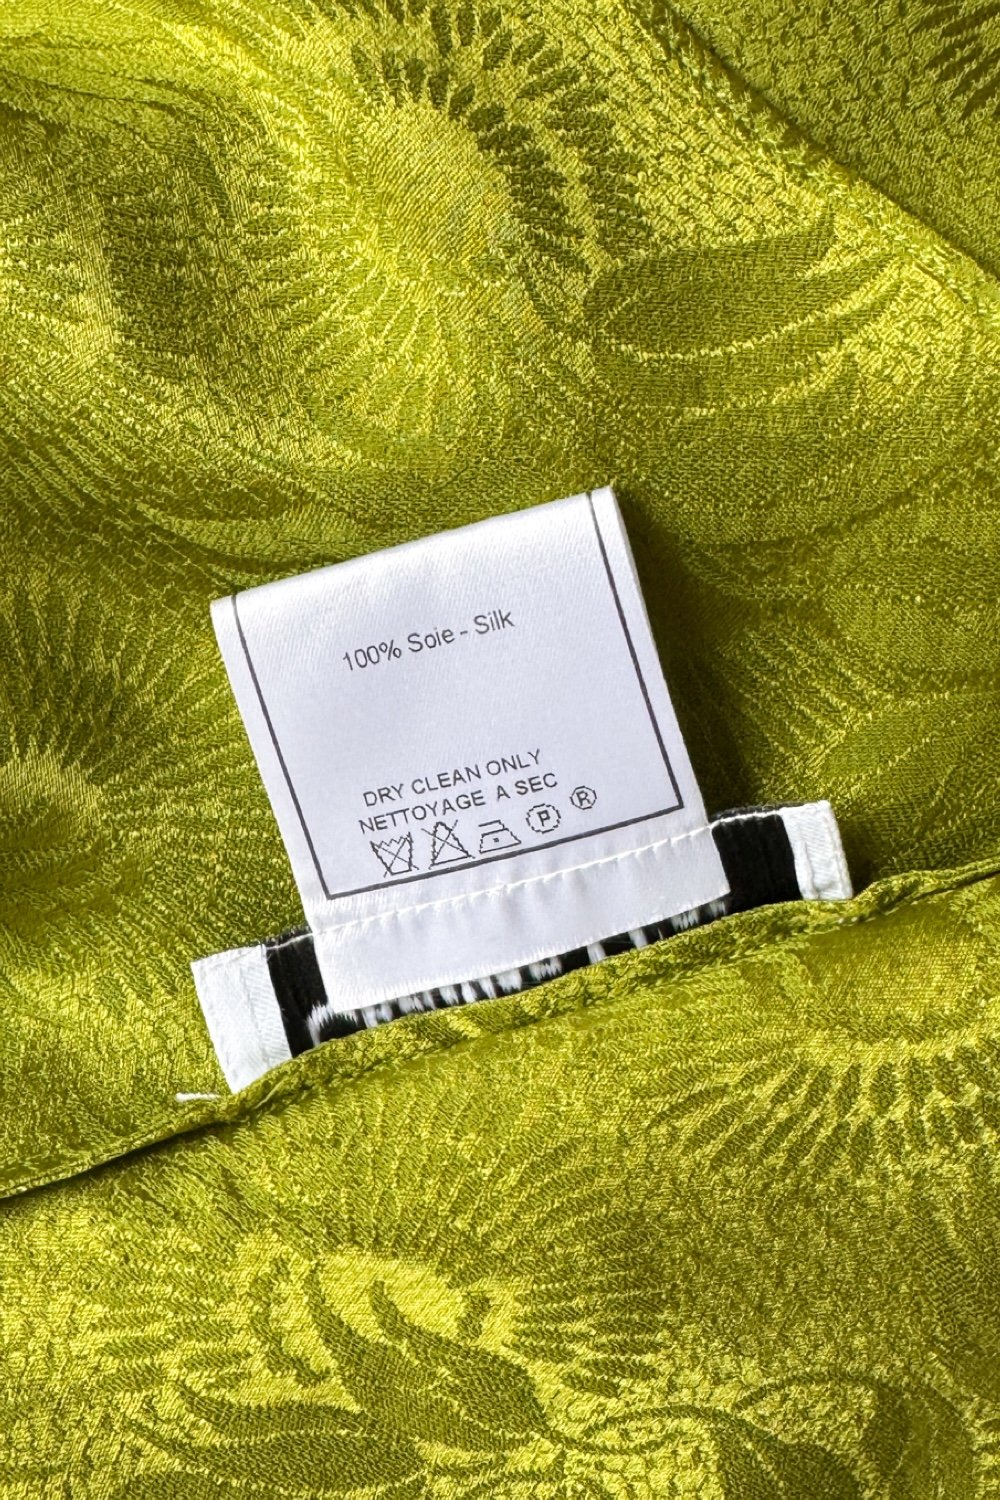 100% Soie - Silk
DRY CLEAN ONLY
NETTOYAGE A SEC
P R